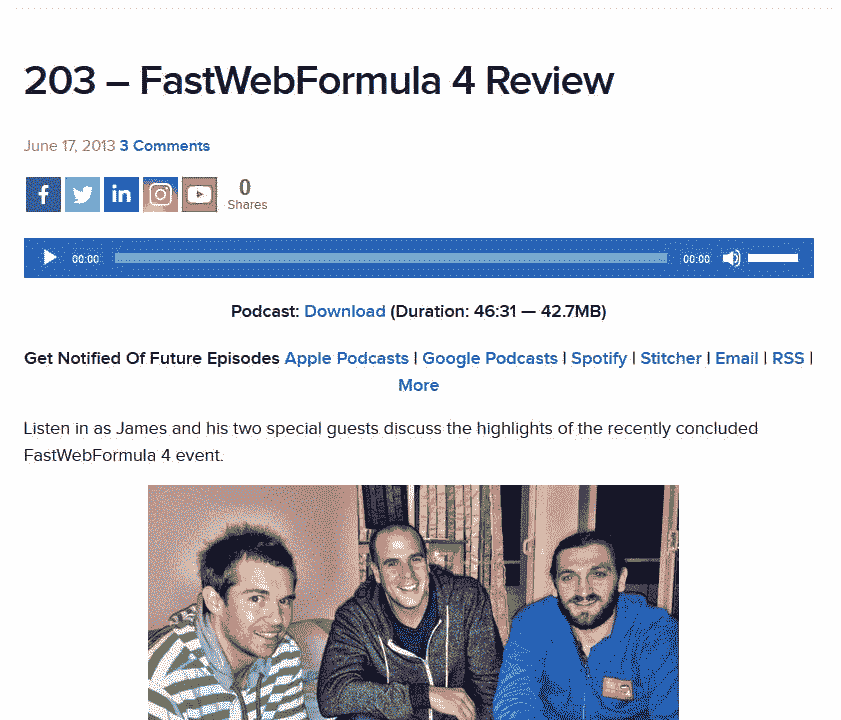 203 – FastWebFormula 4 Review
June 17, 2013 3 Comments
0
Shares
00:00 00:00
Podcast: Download (Duration: 46:31 — 42.7MB)
Get Notified Of Future Episodes Apple Podcasts | Google Podcasts | Spotify | Stitcher | Email | RSS |
More
Listen in as James and his two special guests discuss the highlights of the recently concluded
FastWebFormula 4 event.